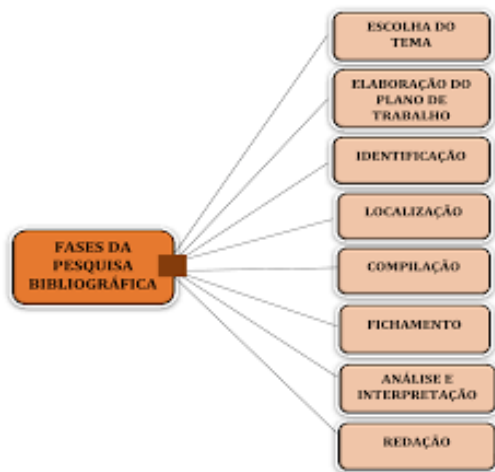 ESCOLHA DO
TEMA
ELABORAÇÃO DO
PLANO DE
TRABALHO
IDENTIFICAÇÃO
LOCALIZAÇÃO
FASES DA
PESQUISA
BIBLIOGRÁFICA
COMPILAÇÃO
FICHAMENTO
ANÁLISE E
INTERPRETAÇÃO
REDAÇÃO